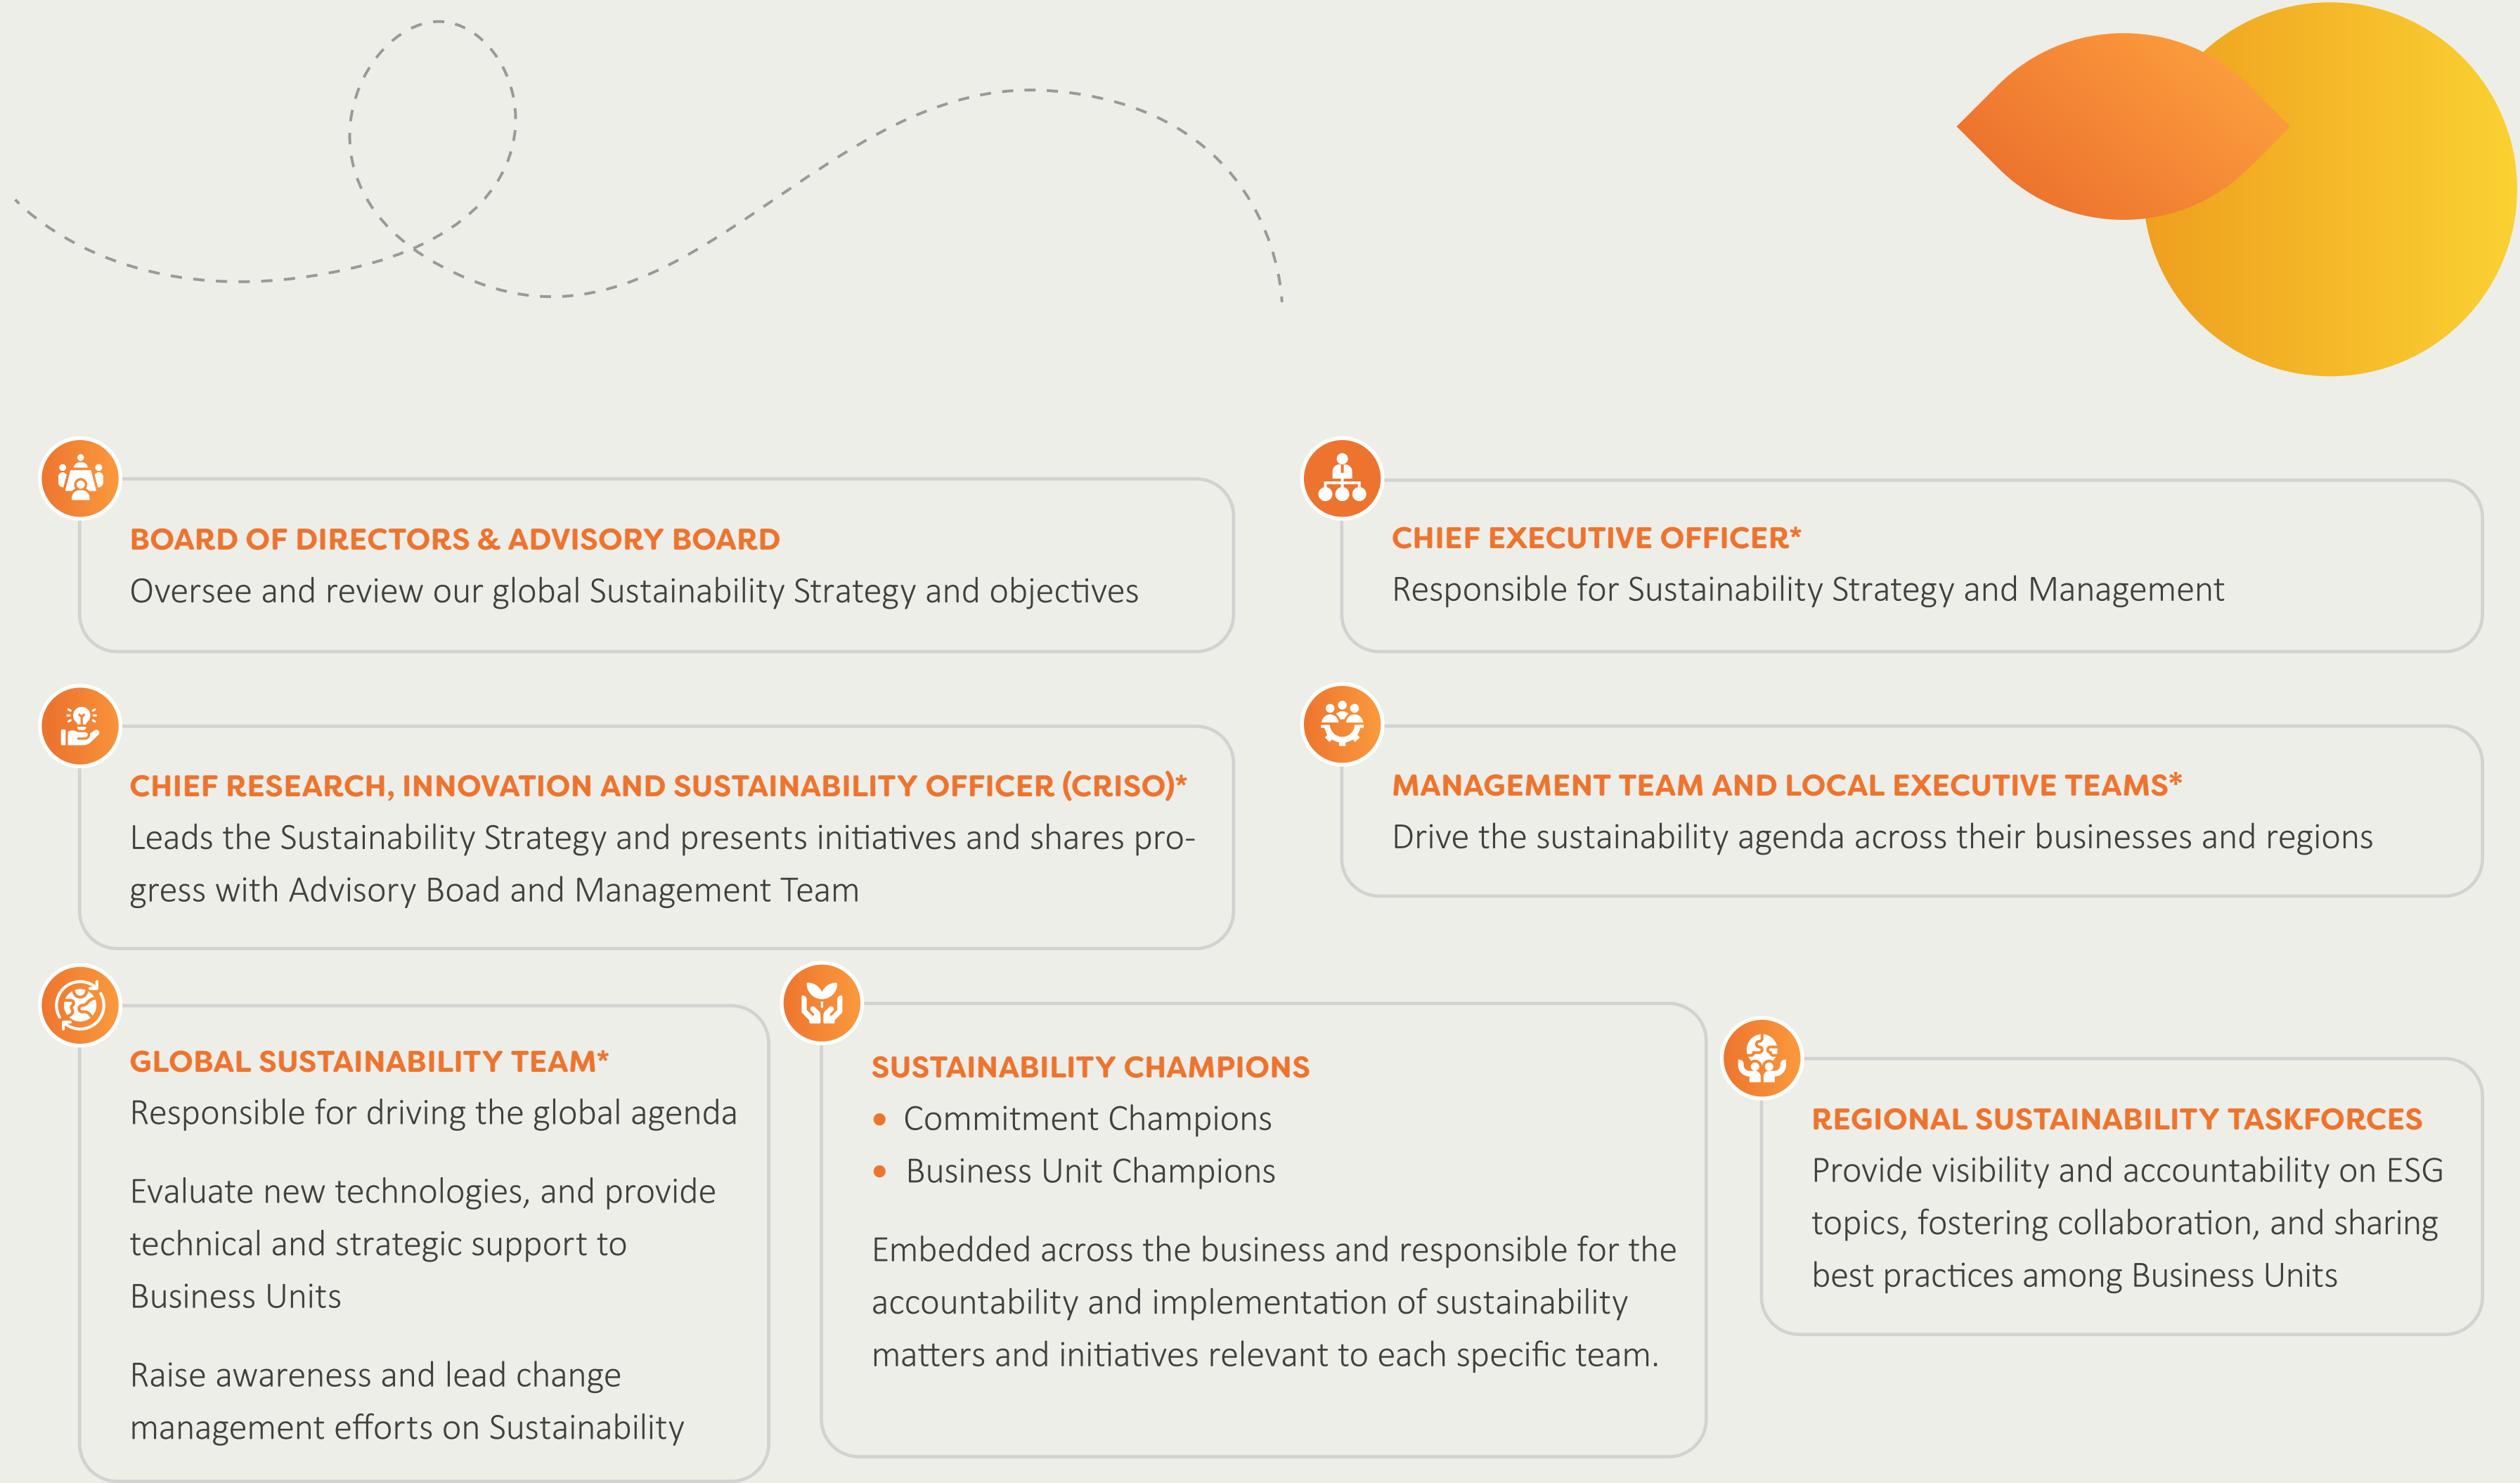 BOARD OF DIRECTORS & ADVISORY BOARD
Oversee and review our global Sustainability Strategy and objectives
CHIEF EXECUTIVE OFFICER*
Responsible for Sustainability Strategy and Management
CHIEF RESEARCH, INNOVATION AND SUSTAINABILITY OFFICER (CRISO)*
Leads the Sustainability Strategy and presents initiatives and shares pro-
gress with Advisory Boad and Management Team
MANAGEMENT TEAM AND LOCAL EXECUTIVE TEAMS*
Drive the sustainability agenda across their businesses and regions
GLOBAL SUSTAINABILITY TEAM*
Responsible for driving the global agenda
Evaluate new technologies, and provide
technical and strategic support to
Business Units
Raise awareness and lead change
management efforts on Sustainability
SUSTAINABILITY CHAMPIONS
• Commitment Champions
• Business Unit Champions
Embedded across the business and responsible for the
accountability and implementation of sustainability
matters and initiatives relevant to each specific team.
REGIONAL SUSTAINABILITY TASKFORCES
Provide visibility and accountability on ESG
topics, fostering collaboration, and sharing
best practices among Business Units